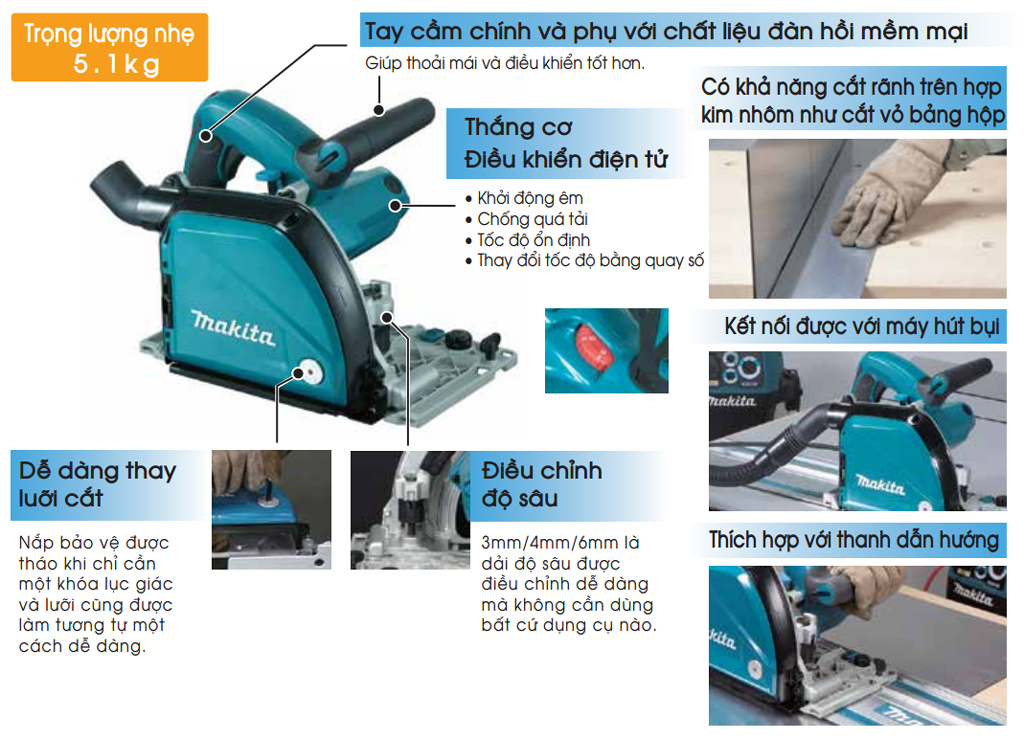 Trọng lượng nhẹ
5.1kg
Tay cầm chính và phụ với chất liệu đàn hồi mềm mại
Giúp thoải mái và điều khiển tốt hơn.
Thắng cơ
Điều khiển điện tử
• Khởi động êm
• Chống quá tải
• Tốc độ ổn định
• Thay đổi tốc độ bằng quay số
Có khả năng cắt rãnh trên hợp
kim nhôm như cắt vỏ bảng hộp
makita
Kết nối được với máy hút bụi
makita
makita
Dễ dàng thay
luỡi cắt
Nắp bảo vệ được
tháo khi chỉ cần
một khóa lục giác
và luỡi cũng được
làm tương tự một
cách dễ dàng.
Điều chỉnh
độ sâu
3mm/4mm/6mm là
dải độ sâu được
điều chỉnh dễ dàng
mà không cần dùng
bất cứ dụng cụ nào.
Thích hợp với thanh dẫn hướng
makita